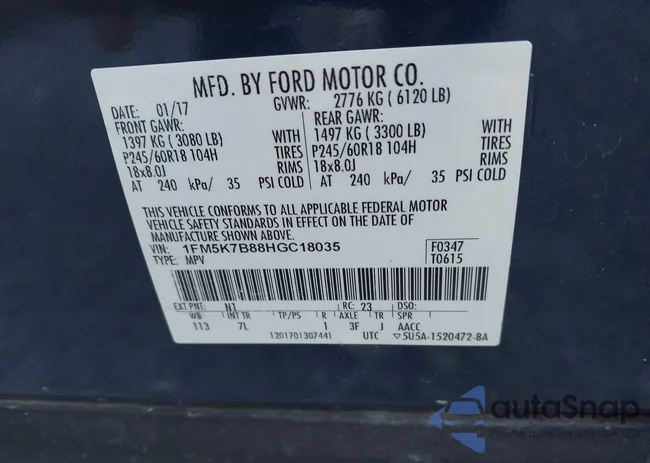 MFD. BY FORD MOTOR CO.
DATE: 01/17 GVWR: 2776 KG ( 6120 LB)
FRONT GAWR: REAR GAWR:
1397 KG ( 3080 LB) WITH 1497 KG ( 3300 LB) WITH
P245/60R18 104H TIRES P245/60R18 104H TIRES
18x8.0J RIMS 18x8.0J RIMS
AT 240 kPa/ 35 PSI COLD AT 240 kPa/ 35 PSI COLD
THIS VEHICLE CONFORMS TO ALL APPLICABLE FEDERAL MOTOR
VEHICLE SAFETY STANDARDS IN EFFECT ON THE DATE OF
MANUFACTURE SHOWN ABOVE.
VIN: 1FM5K7B88HGC18035 F0347
TYPE: MPV T0615
EXT PNT: N1 RC: 23 DSO:
WB INT TR TP/PS R AXLE TR SPR
113 7L 1 3F J AACC
1201701307441 UTC ▽5U5A-1520472-BA
autoSnap